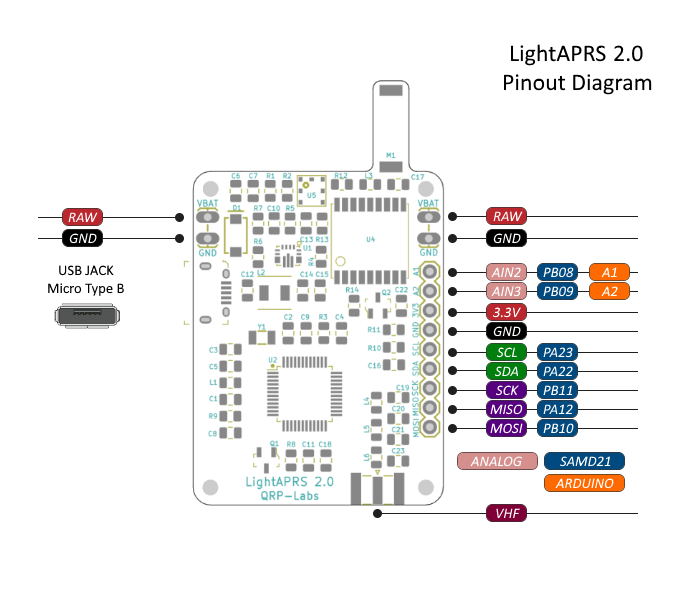 LightAPRS 2.0
Pinout Diagram
M1
C6 C7 R1 R2 R12 L3 C17
U5
VBAT D1 R7 C10 R5 VBAT
RAW RAW
U4
GND C13 GND
GND R6 U1 R13 GND
R4
USB JACK
Micro Type B
A1 AIN2 PB08 A1
L2
C12 C14 C15 R14 Q2 C22 A2 AIN3 PB09 A2
3V3 3.3V
Y1 C2 C9 R3 C4 R11 GND GND
C3 R10 SCL SCL PA23
U2
C5 C16 SDA SDA PA22
L1 SCK SCK PB11
C1 L4 C19 MISO MISO PA12
R9 C20
C8 L5 C21 MOSI MOSI PB10
Q1 R8 C11 C18 L6 C23
ANALOG SAMD21
LightAPRS 2.0 ARDUINO
QRP-Labs
VHF